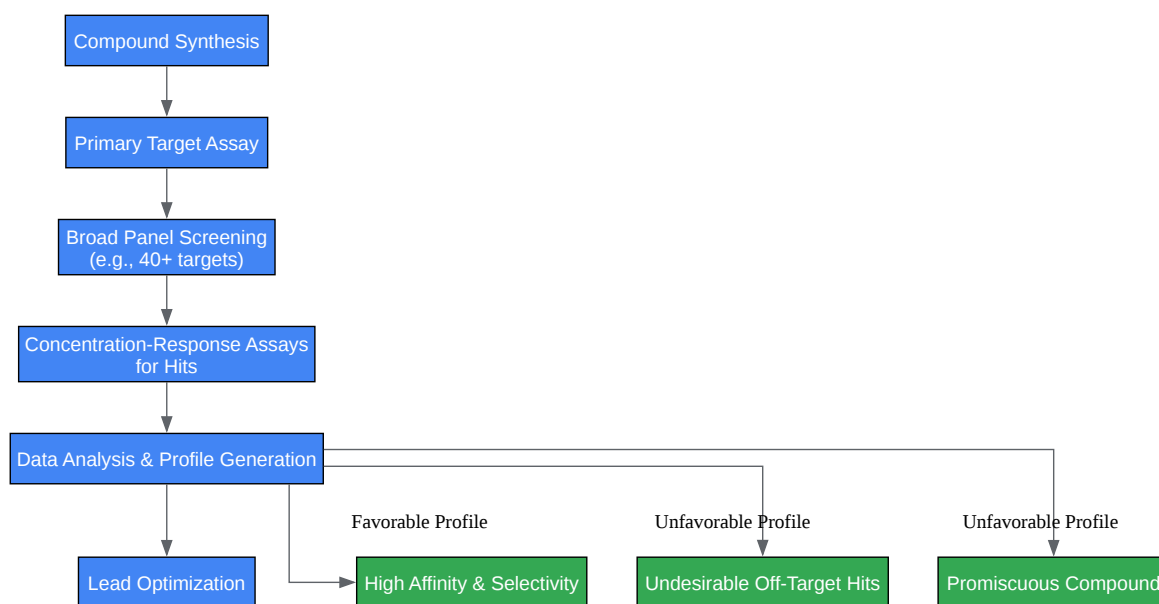 Compound Synthesis
Primary Target Assay
Broad Panel Screening
(e.g., 40+ targets)
Concentration-Response Assays
for Hits
Data Analysis & Profile Generation
Favorable Profile
Unfavorable Profile
Unfavorable Profile
Lead Optimization
High Affinity & Selectivity
Undesirable Off-Target Hits
Promiscuous Compound